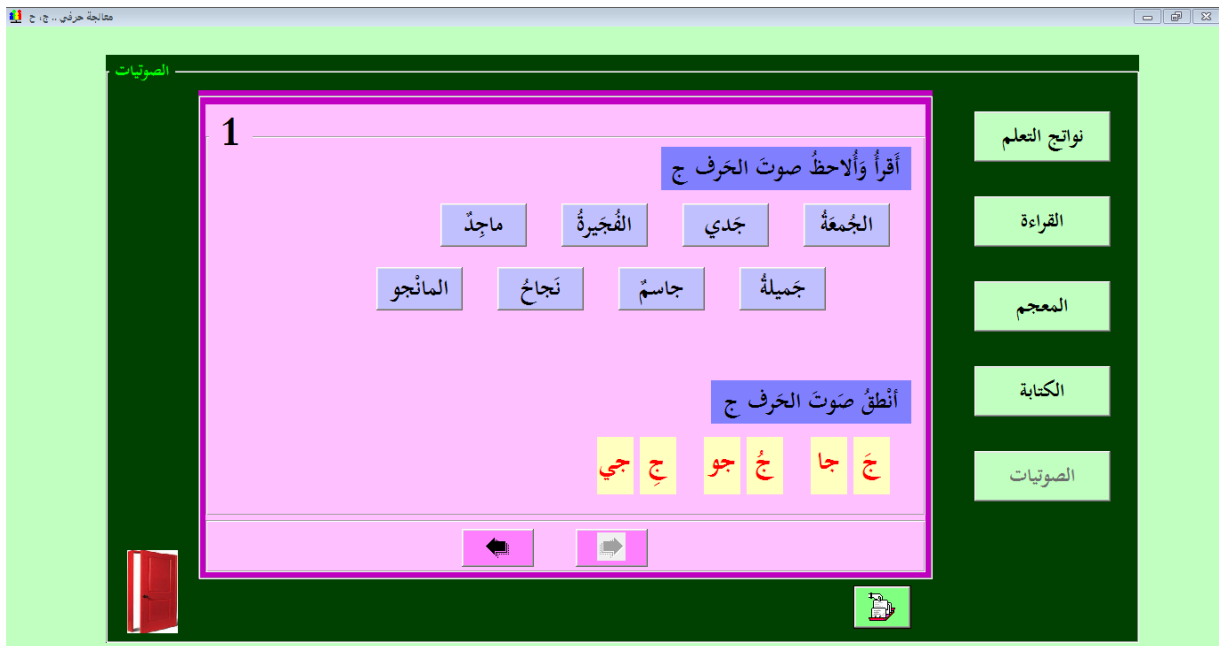 معالجة حرفي .. ج، ح
الصوتيات
1
أَقرأُ وَأُلاحظُ صوتَ الحَرف ج
الجُمعَةُ جَدي الفُجَيرةُ ماجِدٌ
جَميلةُ جاسمٌ نَجاحُ المانْجو
أنْطقُ صَوتَ الحَرف ج
جَ جا جُ جو جِ جي
نواتج التعلم
القراءة
المعجم
الكتابة
الصوتيات